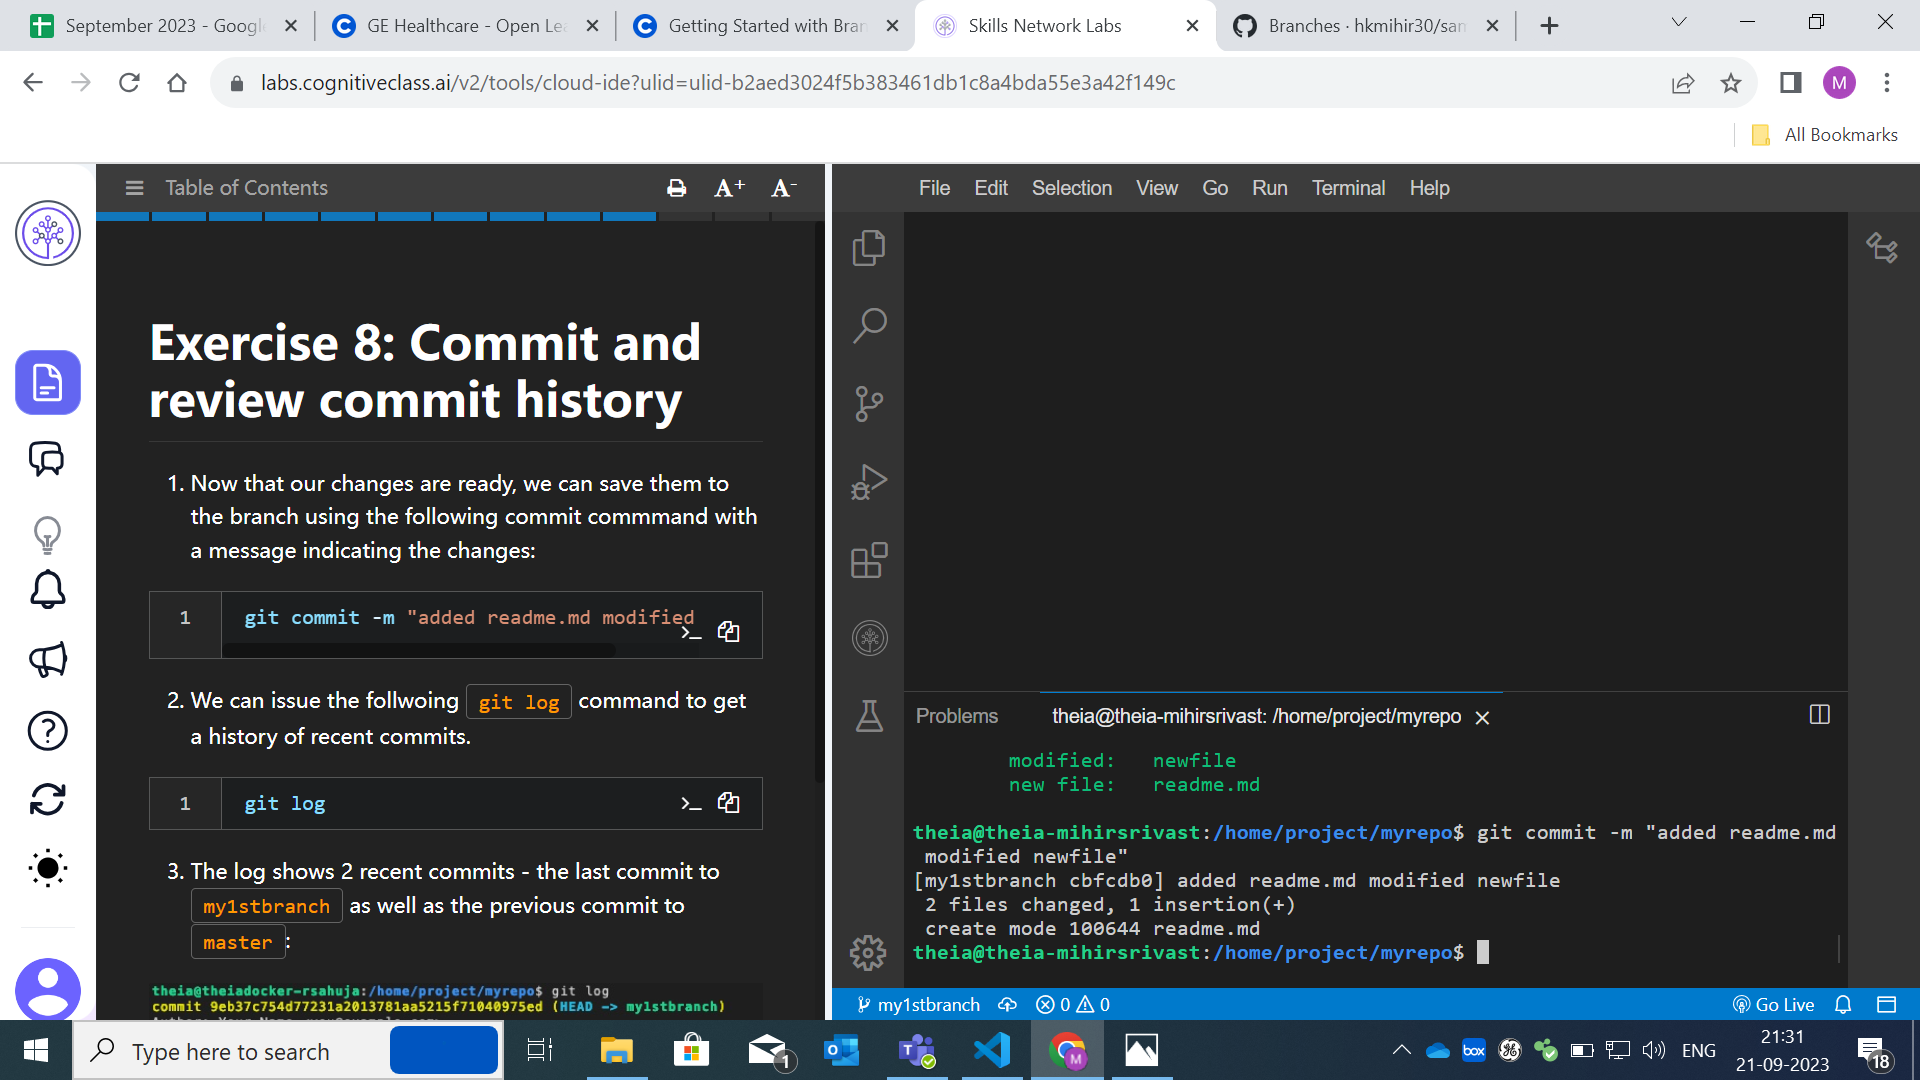 September 2023 - Google
GE Healthcare - Open Lea
Getting Started with Bran
Skills Network Labs
Branches · hkmihir30/sam
labs.cognitiveclass.ai/v2/tools/cloud-ide?ulid=ulid-b2aed3024f5b383461db1c8a4bda55e3a42f149c
M
All Bookmarks
Table of Contents
A+ A-
File Edit Selection View Go Run Terminal Help
Exercise 8: Commit and
review commit history
1. Now that our changes are ready, we can save them to
the branch using the following commit commmand with
a message indicating the changes:
1 git commit -m "added readme.md modified
2. We can issue the follwoing git log command to get
a history of recent commits.
1 git log
3. The log shows 2 recent commits - the last commit to
my1stbranch as well as the previous commit to
master :
theia@theiadocker-rsahuja:/home/project/myrepo$ git log
commit 9eb37c754d77231a2013781aa5215f71040975ed (HEAD -> my1stbranch)
Problems theia@theia-mihirsrivast: /home/project/myrepo
modified: newfile
new file: readme.md
theia@theia-mihirsrivast:/home/project/myrepo$ git commit -m "added readme.md
modified newfile"
[my1stbranch cbfcdb0] added readme.md modified newfile
2 files changed, 1 insertion(+)
create mode 100644 readme.md
theia@theia-mihirsrivast:/home/project/myrepo$
my1stbranch 0 0 Go Live
Type here to search
1
box
ENG
21:31
21-09-2023
18